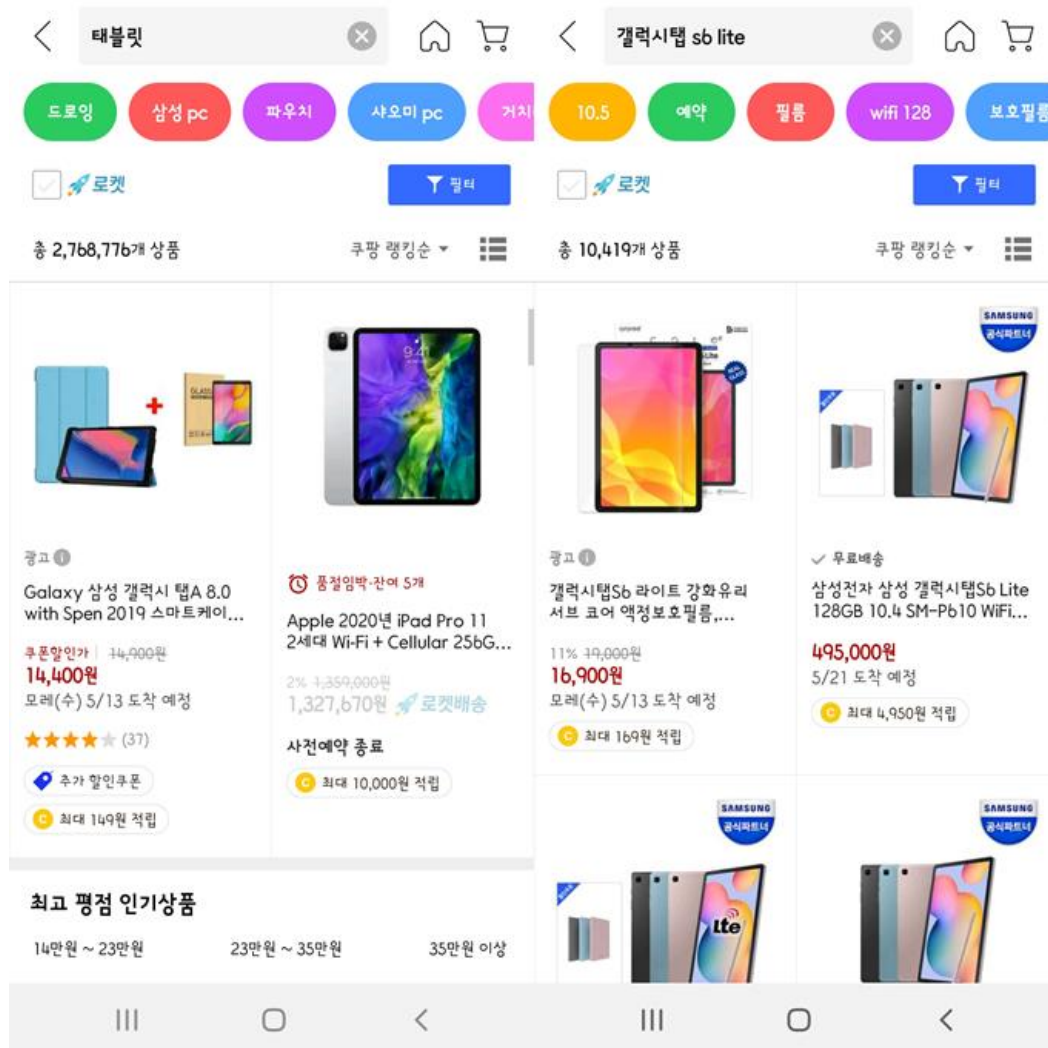 태블릿
드로잉
삼성 pc
파우치
샤오미 pc
로켓
필터
총 2,768,776개 상품
쿠팡 랭킹순
광고
Galaxy 삼성 갤럭시 탭A 8.0
with Spen 2019 스마트케이...
쿠폰할인가 14,900원
14,400원
모레(수) 5/13 도착 예정
(37)
추가 할인쿠폰
최대 149원 적립
9:41
품절임박·잔여 5개
Apple 2020년 iPad Pro 11
2세대 Wi-Fi + Cellular 256G...
2% 1,359,000원
1,327,670원 로켓배송
사전예약 종료
최대 10,000원 적립
최고 평점 인기상품
14만원 ~ 23만원
23만원 ~ 35만원
35만원 이상
갤럭시탭 s6 lite
10.5
예약
필름
wifi 128
보호필름
로켓
필터
총 10,419개 상품
쿠팡 랭킹순
광고
갤럭시탭S6 라이트 강화유리
서브 코어 액정보호필름,...
11% 19,000원
16,900원
모레(수) 5/13 도착 예정
최대 169원 적립
SAMSUNG
공식파트너
무료배송
삼성전자 삼성 갤럭시탭S6 Lite
128GB 10.4 SM-P610 WiFi...
495,000원
5/21 도착 예정
최대 4,950원 적립
SAMSUNG
공식파트너
Lte
SAMSUNG
공식파트너